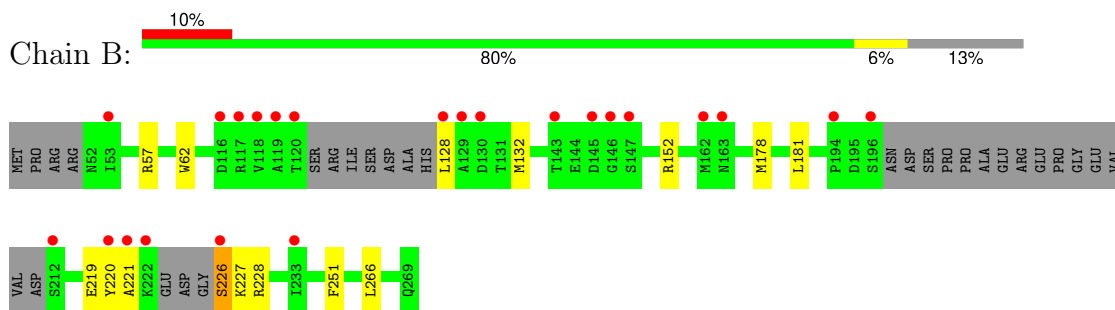 10%
Chain B:
80% 6% 13%
MET PRO ARG ARG N52 I53 R57 W62 D116 R117 V118 A119 T120 SER ARG ILE SER ASP ALA HIS L128 A129 D130 T131 M132 T143 E144 D145 G146 S147 R152 M162 N163 M178 L181 P194 D195 S196 ASN ASP SER PRO PRO ALA GLU ARG GLU PRO GLY GLU VAL
VAL ASP S212 E219 Y220 A221 K222 GLU ASP GLY S226 K227 R228 I233 F251 L266 Q269